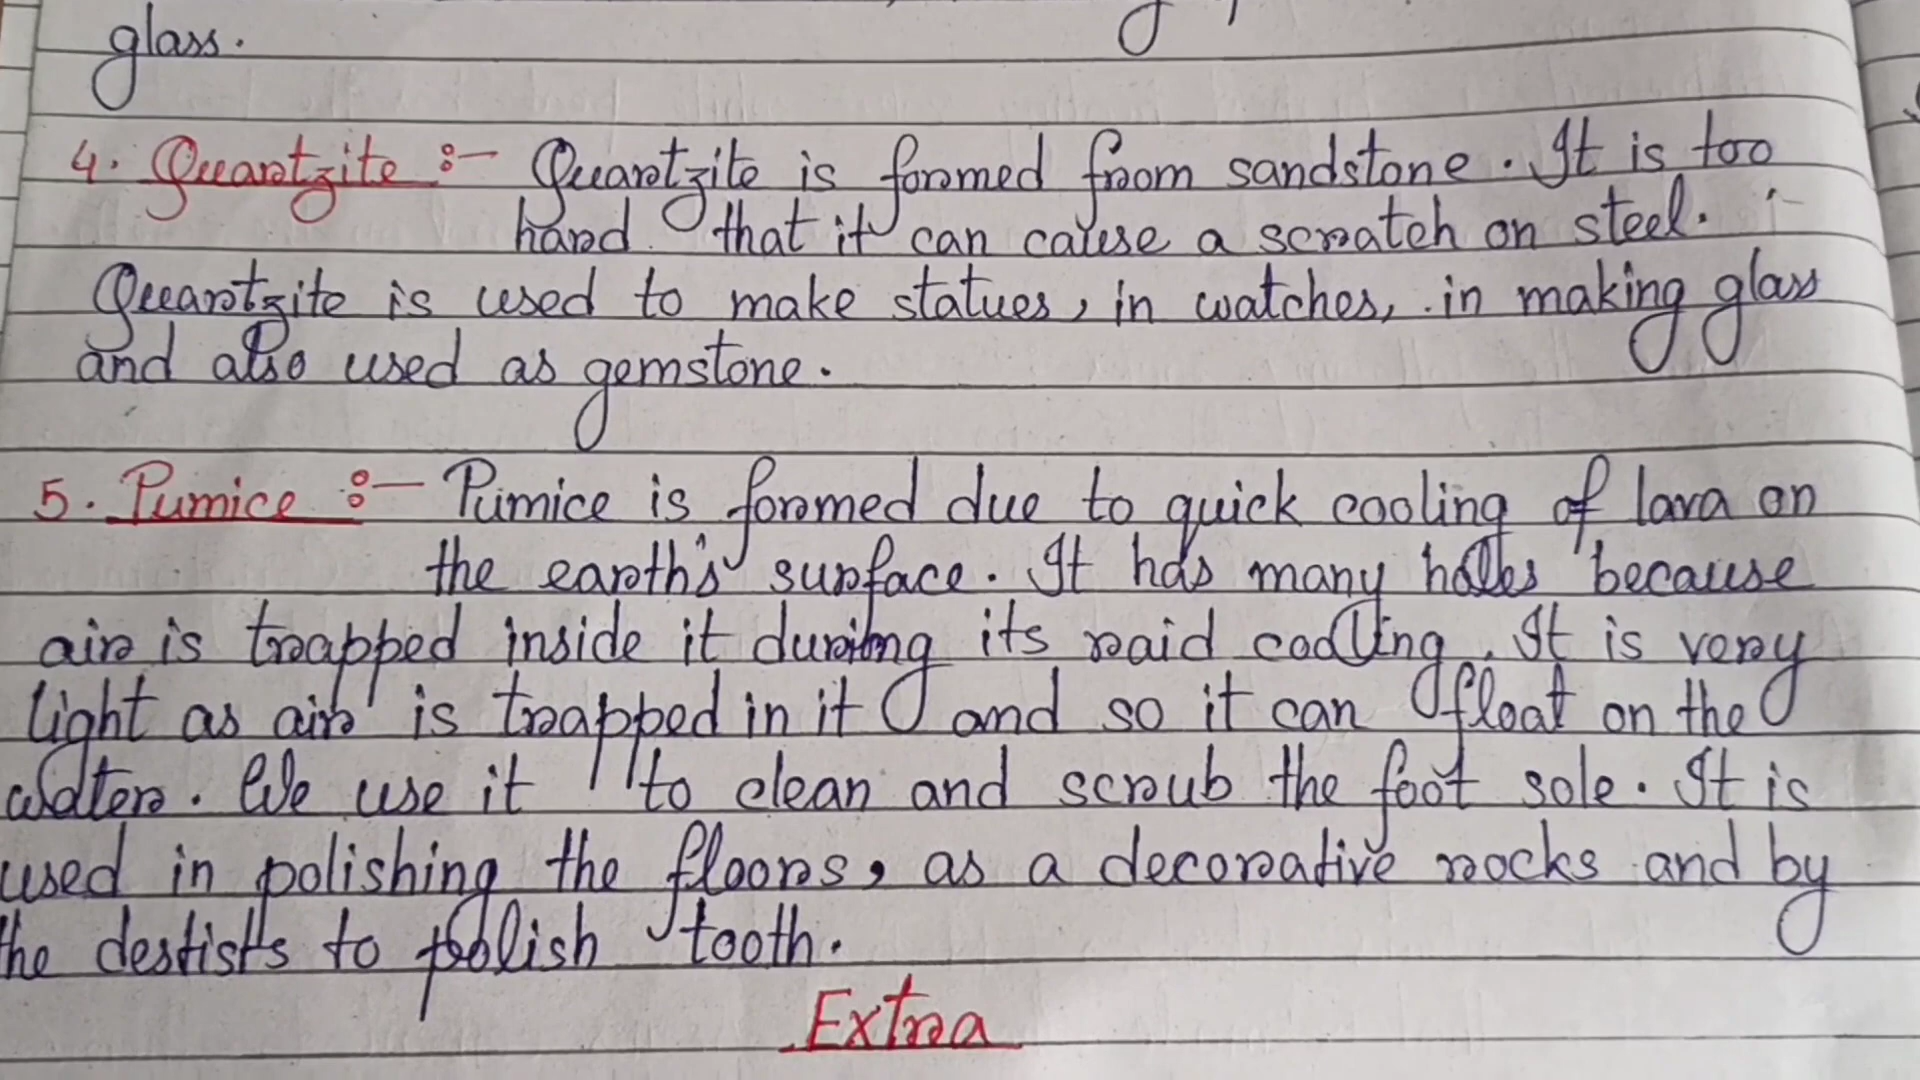 glass.
4. Quartzite :- Quartzite is formed from sandstone. It is too
hard that it can cause a scratch on steel.
Quartzite is used to make statues, in watches, in making glass
and also used as gemstone.
5. Pumice :- Pumice is formed due to quick cooling of lava on
the earth's surface. It has many holes because
air is trapped inside it during its raid cooling. It is very
light as air is trapped in it and so it can float on the
water. We use it to clean and scrub the foot sole. It is
used in polishing the floors, as a decorative rocks and by
the destists to polish tooth.
Extra